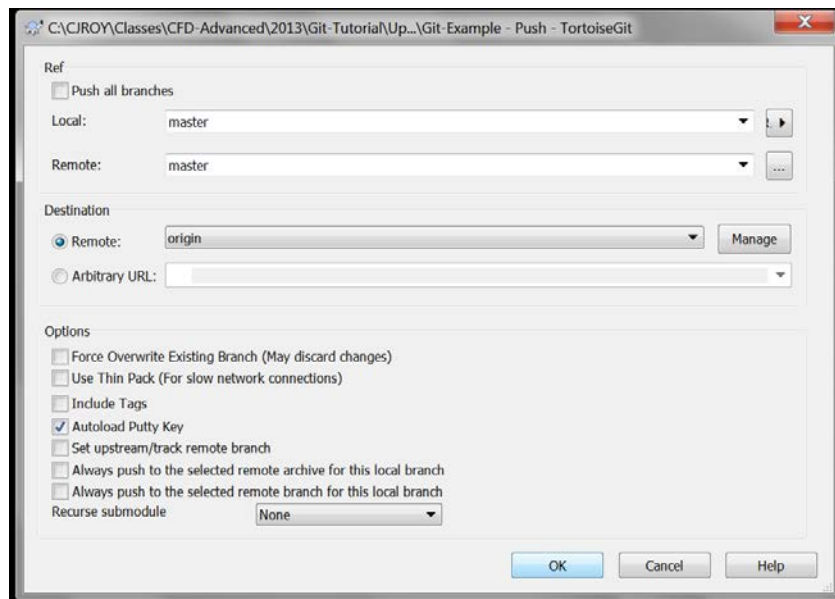 C:\CJROY\Classes\CFD-Advanced\2013\Git-Tutorial\Up...\Git-Example - Push - TortoiseGit
Ref
Push all branches
Local: master
Remote: master
...
Destination
Remote: origin Manage
Arbitrary URL:
Options
Force Overwrite Existing Branch (May discard changes)
Use Thin Pack (For slow network connections)
Include Tags
Autoload Putty Key
Set upstream/track remote branch
Always push to the selected remote archive for this local branch
Always push to the selected remote branch for this local branch
Recurse submodule None
OK Cancel Help